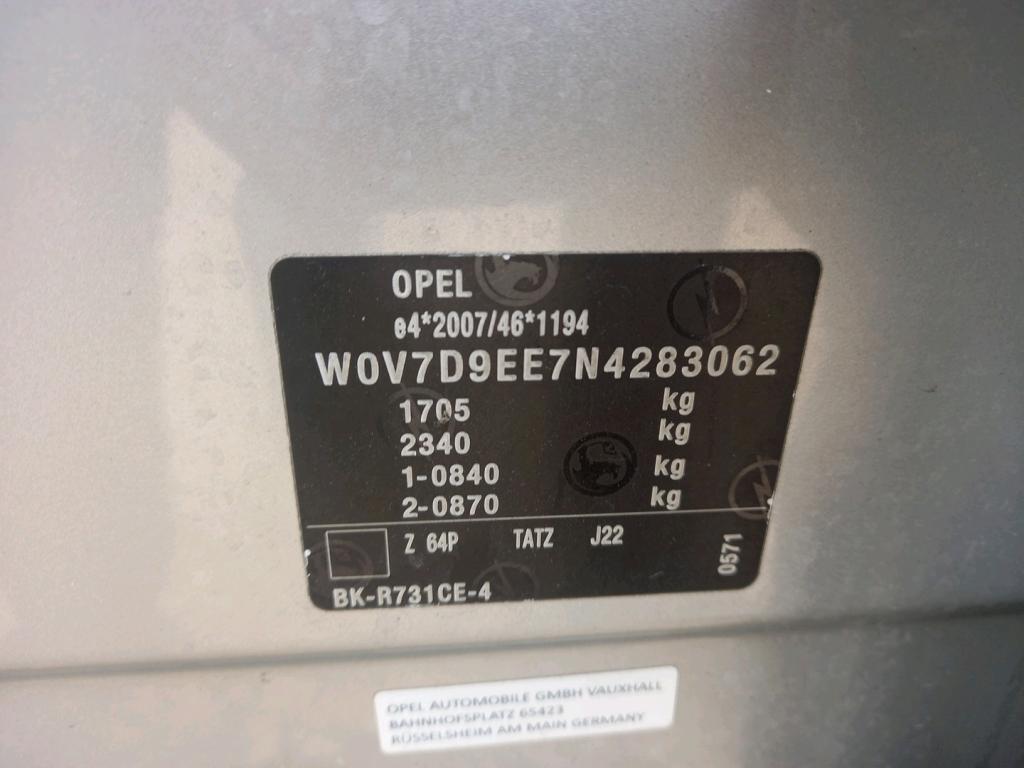 OPEL
e4*2007/46*1194
W0V7D9EE7N4283062
1705 kg
2340 kg
1-0840 kg
2-0870 kg
Z 64P TATZ J22
0571
BK-R731CE-4
OPEL AUTOMOBILE GMBH VAUXHALL
BAHNHOFSPLATZ 65423
RÜSSELSHEIM AM MAIN GERMANY